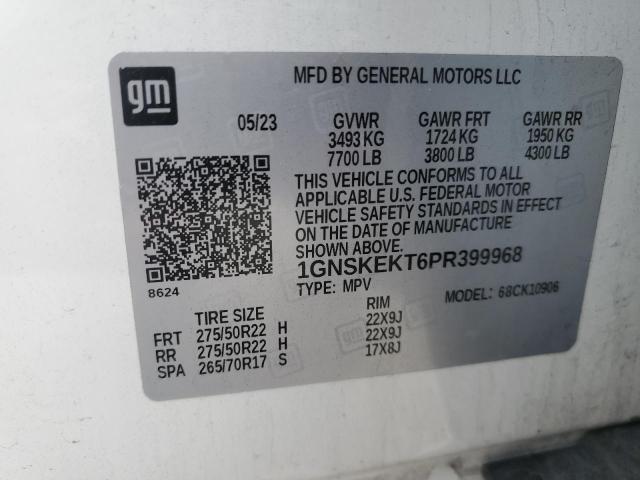 gm
MFD BY GENERAL MOTORS LLC
05/23 GVWR GAWR FRT GAWR RR
3493 KG 1724 KG 1950 KG
7700 LB 3800 LB 4300 LB
THIS VEHICLE CONFORMS TO ALL
APPLICABLE U.S. FEDERAL MOTOR
VEHICLE SAFETY STANDARDS IN EFFECT
ON THE DATE OF MANUFACTURE
SHOWN ABOVE.
1GNSKEKT6PR399968
8624 TYPE: MPV MODEL: 68CK10906
TIRE SIZE RIM
FRT 275/50R22 H 22X9J
RR 275/50R22 H 22X9J
SPA 265/70R17 S 17X8J